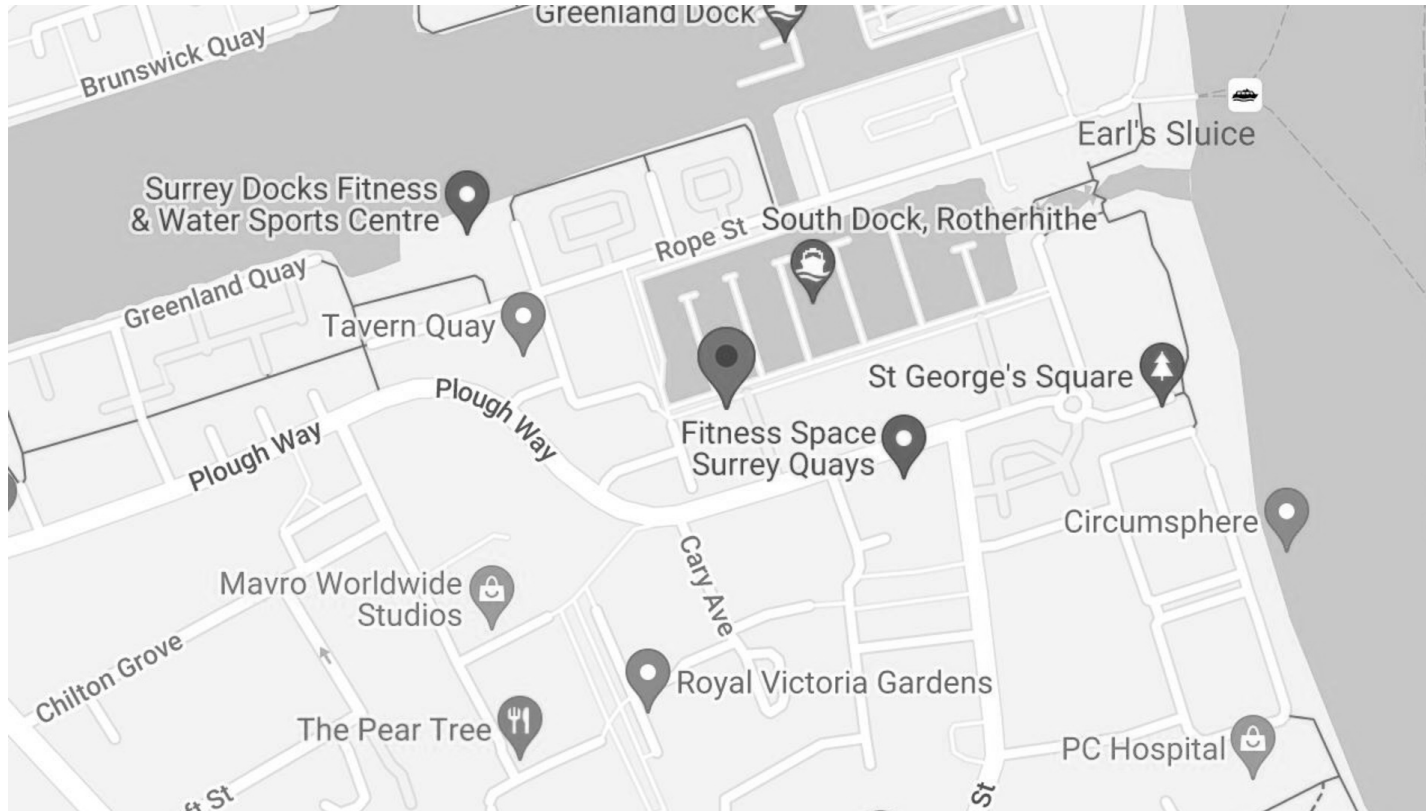 Greenland Dock
Brunswick Quay
Earl's Sluice
Surrey Docks Fitness
& Water Sports Centre
South Dock, Rotherhithe
Rope St
Greenland Quay
Tavern Quay
St George's Square
Plough Way
Plough Way
Fitness Space
Surrey Quays
Circumsphere
Cary Ave
Mavro Worldwide
Studios
Chilton Grove
Royal Victoria Gardens
The Pear Tree
PC Hospital
St
St